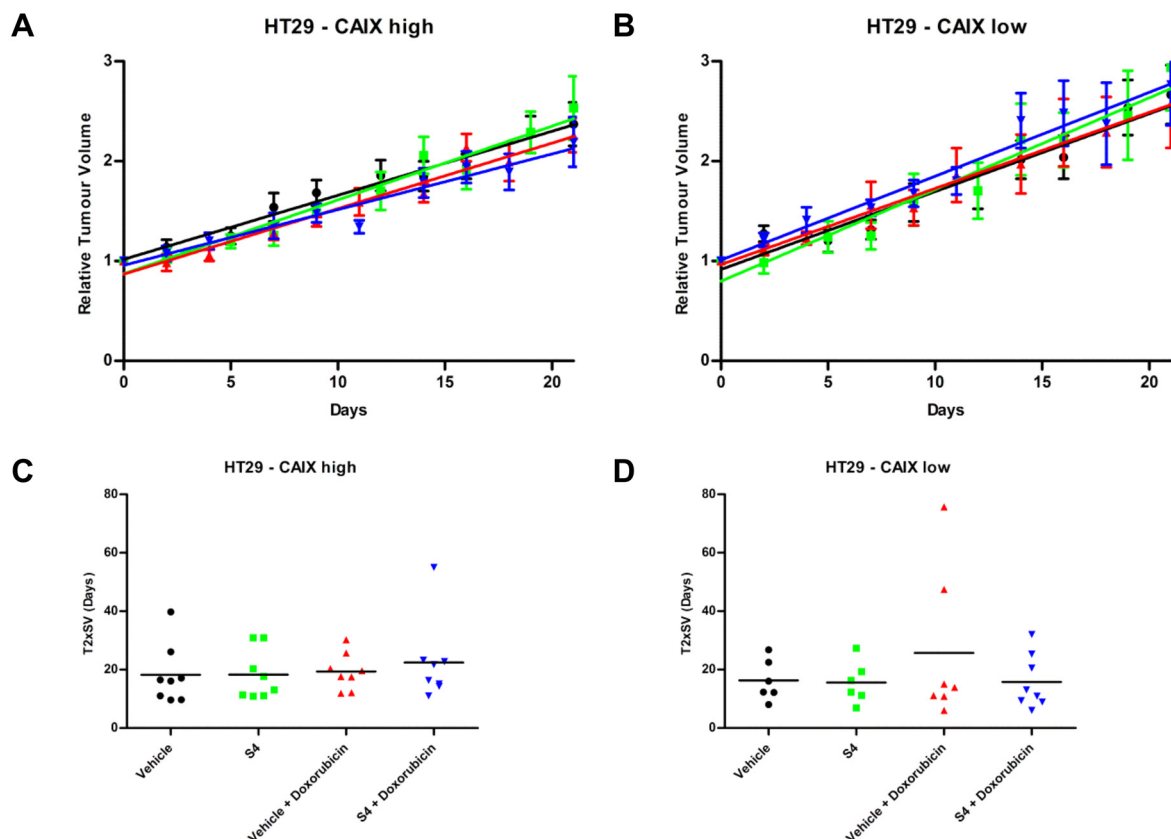 A
HT29 - CAIX high
Relative Tumour Volume
3
2
1
0
0
5
10
15
20
Days
B
HT29 - CAIX low
Relative Tumour Volume
3
2
1
0
0
5
10
15
20
Days
C
HT29 - CAIX high
T2xSV (Days)
80
60
40
20
0
Vehicle
S4
Vehicle + Doxorubicin
S4 + Doxorubicin
D
HT29 - CAIX low
T2xSV (Days)
80
60
40
20
0
Vehicle
S4
Vehicle + Doxorubicin
S4 + Doxorubicin